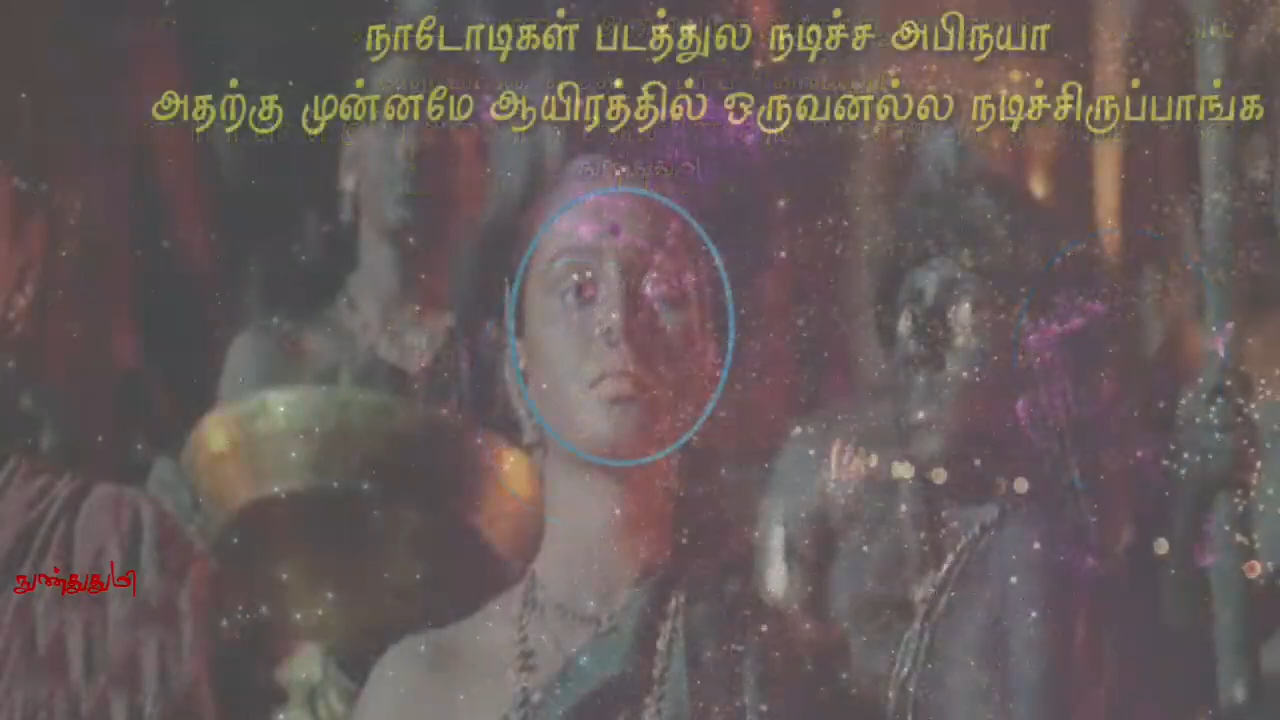 நாடோடிகள் படத்துல நடிச்ச அபிநயா
அதற்கு முன்னமே ஆயிரத்தில் ஒருவனல்ல நடிச்சிருப்பாங்க
துண்துதுமி